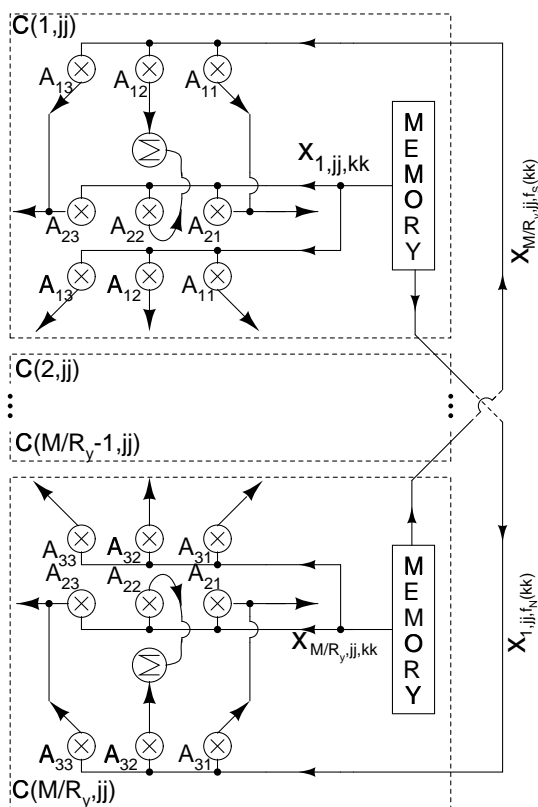 C(1,jj)
A13 A12 A11
Σ
x1,jj,kk
MEMORY
A23 A22 A21
A13 A12 A11
xM/Ry,jj,fS(kk)
C(2,jj)
C(M/Ry-1,jj)
A33 A32 A31
A23 A22 A21
Σ
xM/Ry,jj,kk
MEMORY
x1,jj,fN(kk)
A33 A32 A31
C(M/Ry,jj)